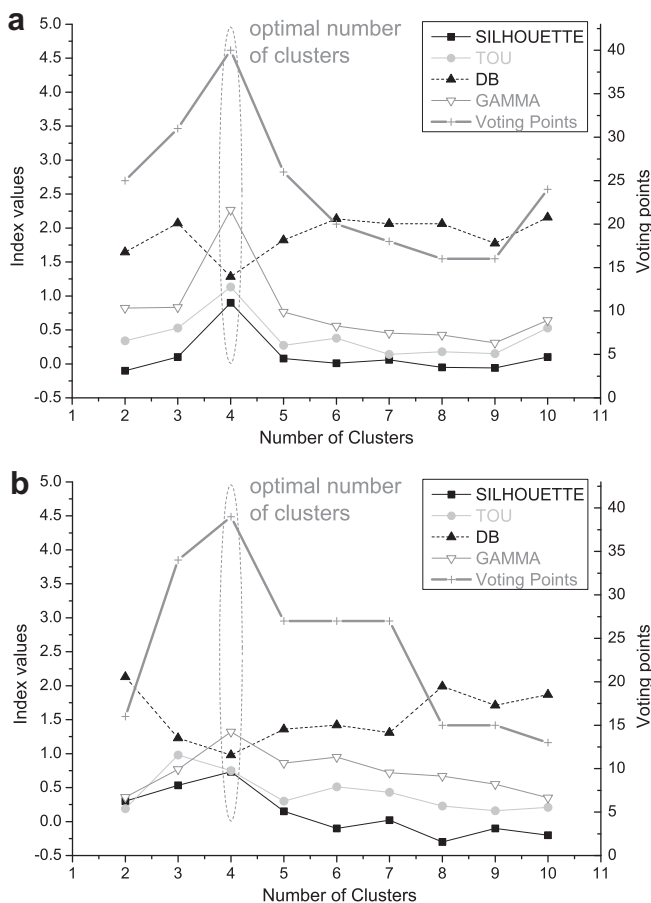 a
optimal number
of clusters
SILHOUETTE
TOU
DB
GAMMA
Voting Points
5.0
4.5
4.0
3.5
3.0
2.5
2.0
1.5
1.0
0.5
0.0
-0.5
Index values
40
35
30
25
20
15
10
5
0
Voting points
1 2 3 4 5 6 7 8 9 10 11
Number of Clusters
b
optimal number
of clusters
SILHOUETTE
TOU
DB
GAMMA
Voting Points
5.0
4.5
4.0
3.5
3.0
2.5
2.0
1.5
1.0
0.5
0.0
-0.5
Index values
40
35
30
25
20
15
10
5
0
Voting points
1 2 3 4 5 6 7 8 9 10 11
Number of Clusters